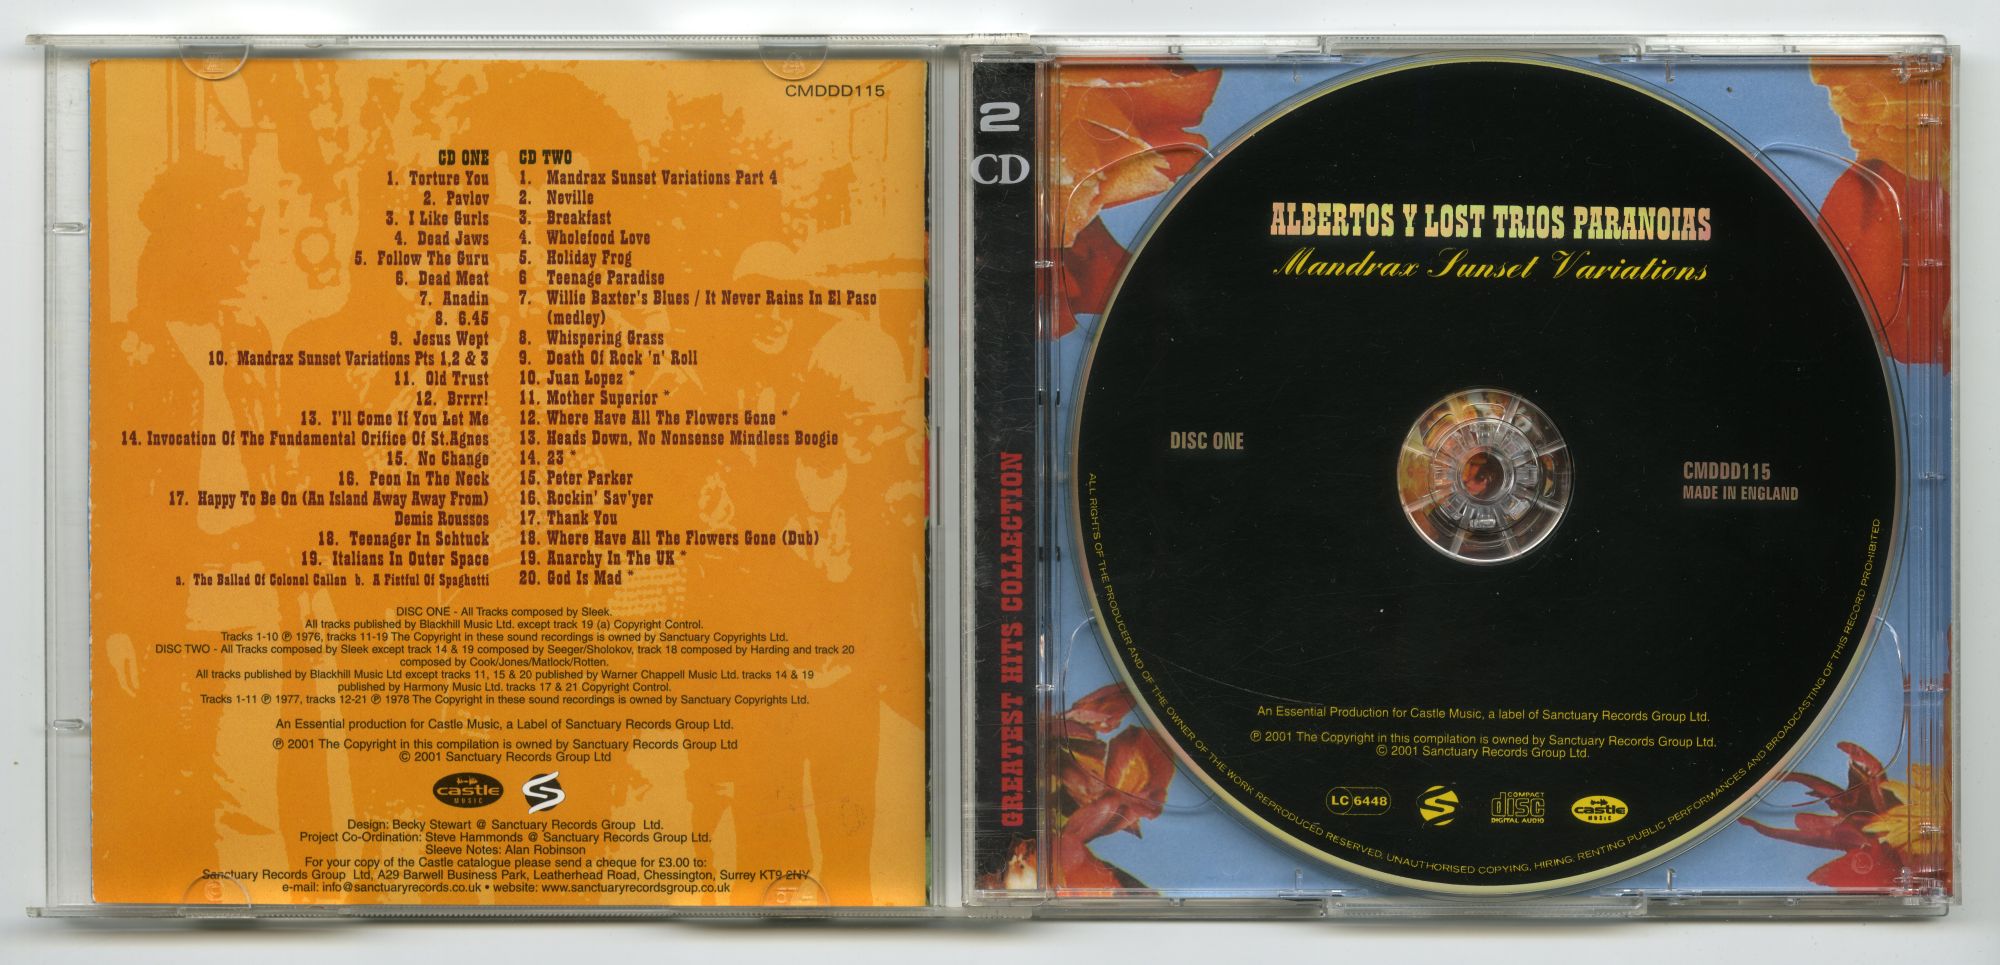 CMDDD115
CD ONE
1. Torture You
2. Pavlov
3. I Like Gurls
4. Dead Jaws
5. Follow The Guru
6. Dead Meat
7. Anadin
8. 6.45
9. Jesus Wept
10. Mandrax Sunset Variations Pts 1,2 & 3
11. Old Trust
12. Brrrr!
13. I'll Come If You Let Me
14. Invocation Of The Fundamental Orifice Of St.Agnes
15. No Change
16. Peon In The Neck
17. Happy To Be On (An Island Away Away From)
Demis Roussos
18. Teenager In Schtuck
19. Italians In Outer Space
a. The Ballad Of Colonel Callan b. A Fistful Of Spaghetti
CD TWO
1. Mandrax Sunset Variations Part 4
2. Neville
3. Breakfast
4. Wholefood Love
5. Holiday Frog
6 Teenage Paradise
7. Willie Baxter's Blues / It Never Rains In El Paso
(medley)
8. Whispering Grass
9. Death Of Rock 'n' Roll
10. Juan Lopez *
11. Mother Superior *
12. Where Have All The Flowers Gone *
13. Heads Down, No Nonsense Mindless Boogie
14. 23 *
15. Peter Parker
16. Rockin' Sav'yer
17. Thank You
18. Where Have All The Flowers Gone (Dub)
19. Anarchy In The UK *
20. God Is Mad *
DISC ONE - All Tracks composed by Sleek.
All tracks published by Blackhill Music Ltd. except track 19 (a) Copyright Control.
Tracks 1-10 ℗ 1976, tracks 11-19 The Copyright in these sound recordings is owned by Sanctuary Copyrights Ltd.
DISC TWO - All Tracks composed by Sleek except track 14 & 19 composed by Seeger/Sholokov, track 18 composed by Harding and track 20
composed by Cook/Jones/Matlock/Rotten.
All tracks published by Blackhill Music Ltd except tracks 11, 15 & 20 published by Warner Chappell Music Ltd. tracks 14 & 19
published by Harmony Music Ltd. tracks 17 & 21 Copyright Control.
Tracks 1-11 ℗ 1977, tracks 12-21 ℗ 1978 The Copyright in these sound recordings is owned by Sanctuary Copyrights Ltd.
An Essential production for Castle Music, a Label of Sanctuary Records Group Ltd.
℗ 2001 The Copyright in this compilation is owned by Sanctuary Records Group Ltd
© 2001 Sanctuary Records Group Ltd
castle
MUSIC
Design: Becky Stewart @ Sanctuary Records Group Ltd.
Project Co-Ordination: Steve Hammonds @ Sanctuary Records Group Ltd.
Sleeve Notes: Alan Robinson
For your copy of the Castle catalogue please send a cheque for £3.00 to:
Sanctuary Records Group Ltd, A29 Barwell Business Park, Leatherhead Road, Chessington, Surrey KT9 2NY
e-mail: info@sanctuaryrecords.co.uk • website: www.sanctuaryrecordsgroup.co.uk
2
CD
GREATEST HITS COLLECTION
ALBERTOS Y LOST TRIOS PARANOIAS
Mandrax Sunset Variations
DISC ONE
CMDDD115
MADE IN ENGLAND
An Essential Production for Castle Music, a label of Sanctuary Records Group Ltd.
℗ 2001 The Copyright in this compilation is owned by Sanctuary Records Group Ltd.
© 2001 Sanctuary Records Group Ltd.
LC 6448
COMPACT
disc
DIGITAL AUDIO
castle
MUSIC
ALL RIGHTS OF THE PRODUCER AND OF THE OWNER OF THE WORK REPRODUCED RESERVED. UNAUTHORISED COPYING, HIRING, RENTING PUBLIC PERFORMANCES AND BROADCASTING OF THIS RECORD PROHIBITED